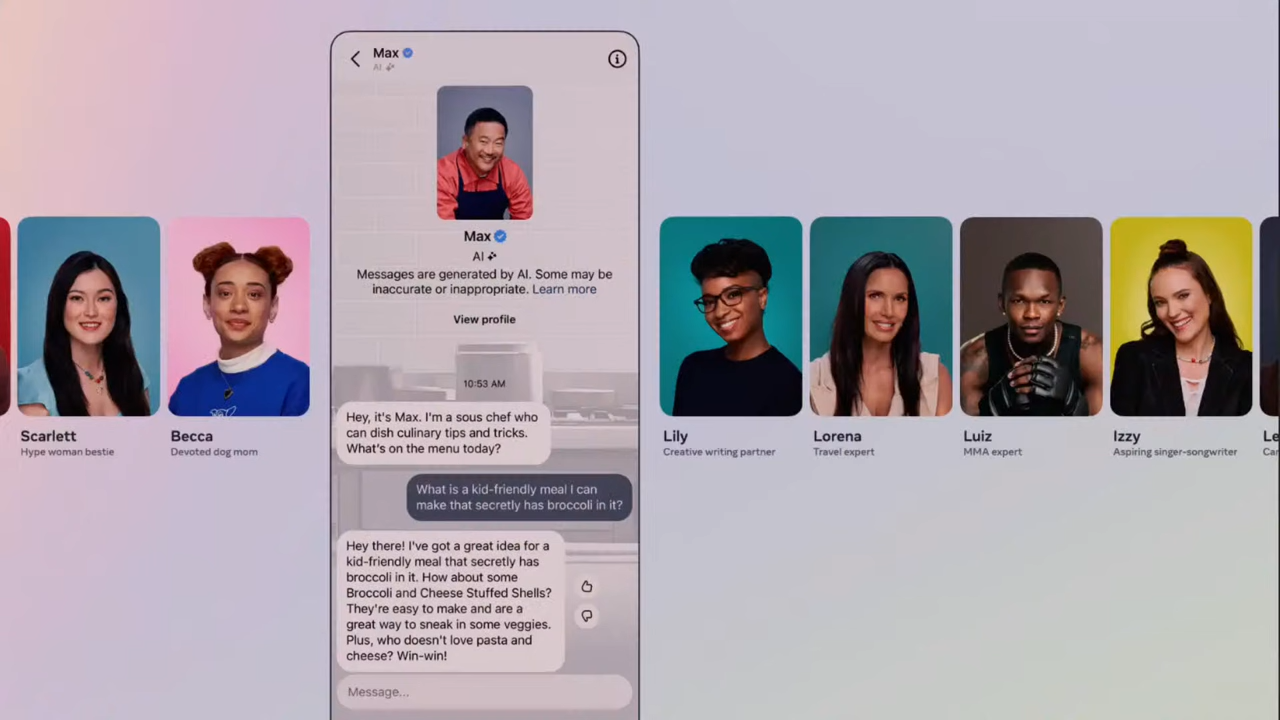 Max
AI
Max
AI
Messages are generated by AI. Some may be
inaccurate or inappropriate. Learn more
View profile
10:53 AM
Hey, it's Max. I'm a sous chef who
can dish culinary tips and tricks.
What's on the menu today?
What is a kid-friendly meal I can
make that secretly has broccoli in it?
Hey there! I've got a great idea for a
kid-friendly meal that secretly has
broccoli in it. How about some
Broccoli and Cheese Stuffed Shells?
They're easy to make and are a
great way to sneak in some veggies.
Plus, who doesn't love pasta and
cheese? Win-win!
Message...
Scarlett
Hype woman bestie
Becca
Devoted dog mom
Lily
Creative writing partner
Lorena
Travel expert
Luiz
MMA expert
Izzy
Aspiring singer-songwriter